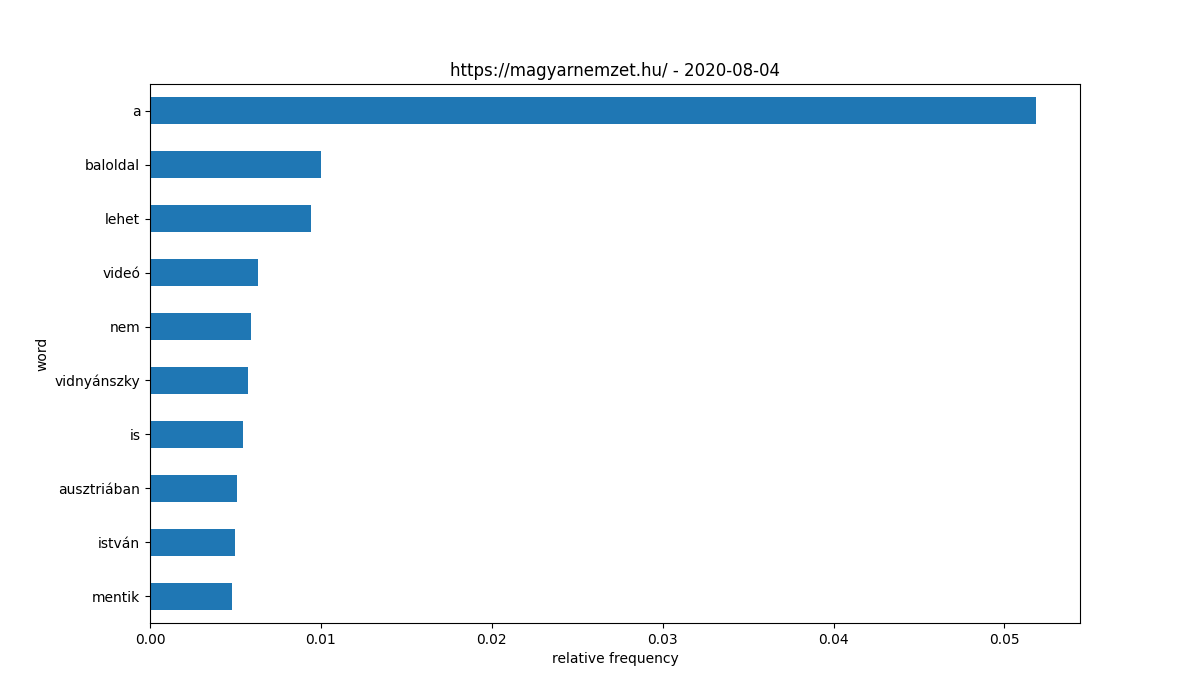 https://magyarnemzet.hu/ - 2020-08-04
a
baloldal
lehet
videó
nem
vidnyánszky
is
ausztriában
istván
mentik
word
0.00 0.01 0.02 0.03 0.04 0.05
relative frequency